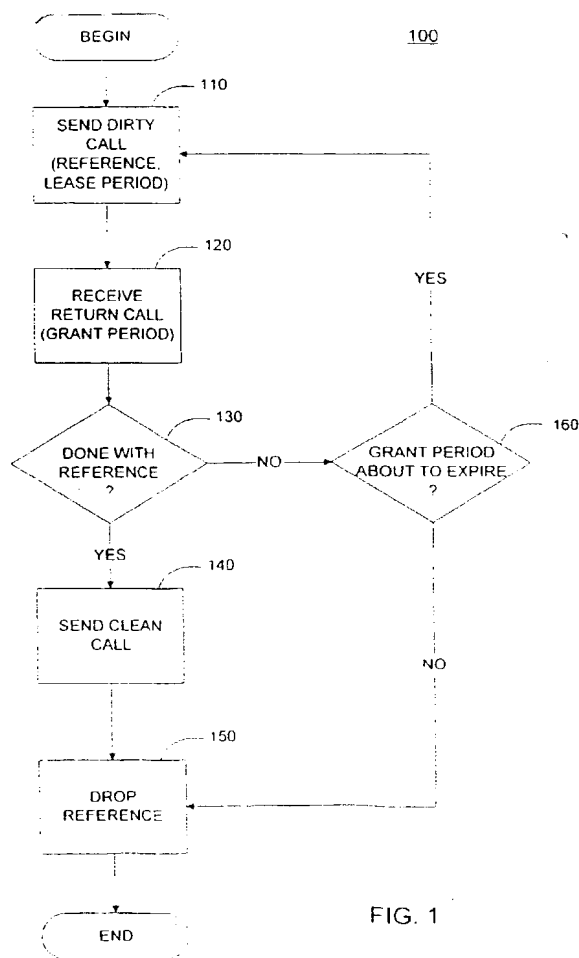 BEGIN
100
110
SEND DIRTY
CALL
(REFERENCE,
LEASE PERIOD)
120
RECEIVE
RETURN CALL
(GRANT PERIOD)
YES
130
DONE WITH
REFERENCE
?
NO
160
GRANT PERIOD
ABOUT TO EXPIRE
?
YES
140
SEND CLEAN
CALL
NO
150
DROP
REFERENCE
END
FIG. 1